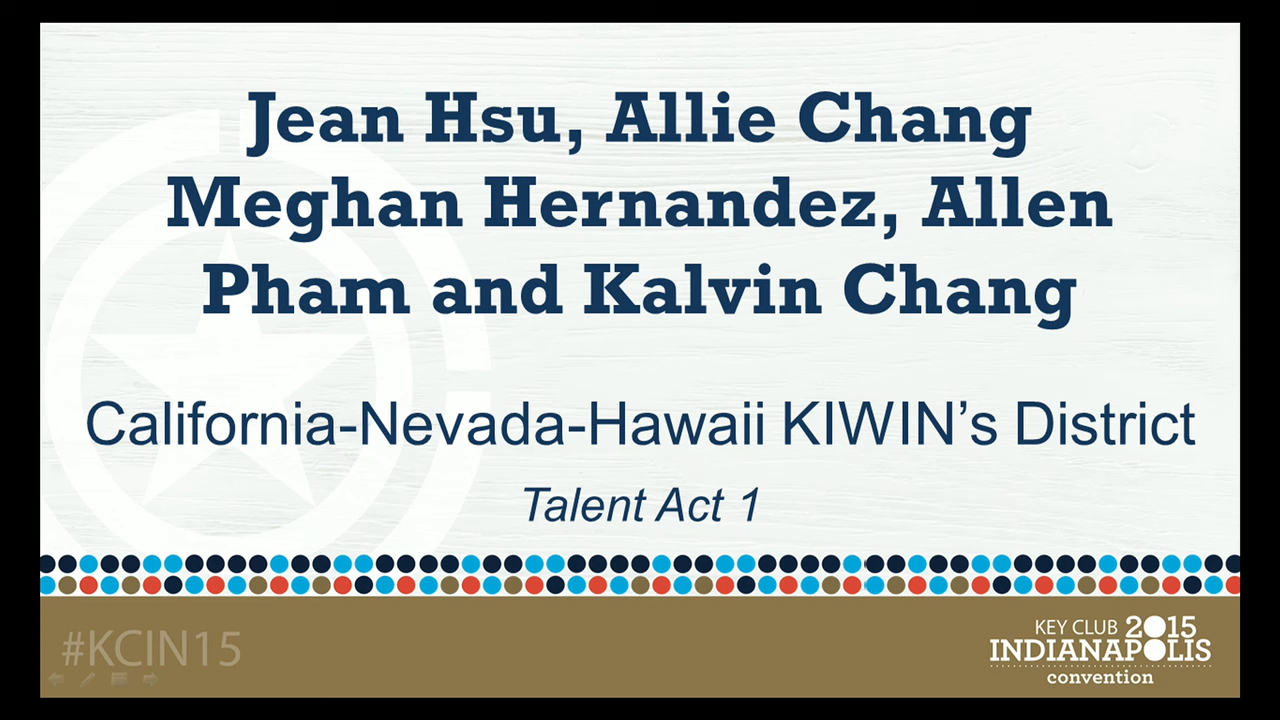 Jean Hsu, Allie Chang
Meghan Hernandez, Allen
Pham and Kalvin Chang
California-Nevada-Hawaii KIWIN’s District
Talent Act 1
#KCIN15
KEY CLUB 2015
INDIANAPOLIS
convention